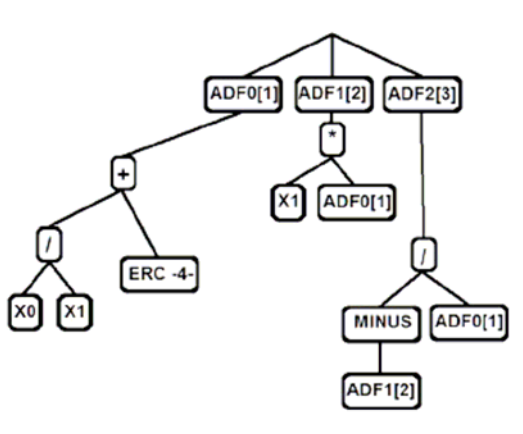 ADF0[1] ADF1[2] ADF2[3]
*
+
X1 ADF0[1]
/
/
ERC -4-
X0 X1
MINUS ADF0[1]
ADF1[2]